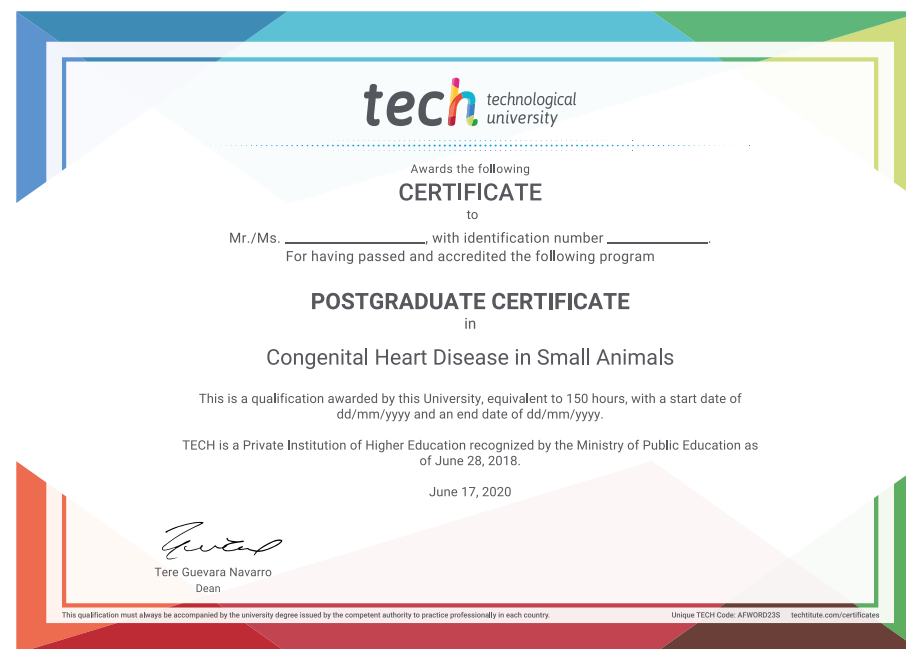 tech technological
university
Awards the following
CERTIFICATE
to
Mr./Ms. ____________________, with identification number ______________.
For having passed and accredited the following program
POSTGRADUATE CERTIFICATE
in
Congenital Heart Disease in Small Animals
This is a qualification awarded by this University, equivalent to 150 hours, with a start date of
dd/mm/yyyy and an end date of dd/mm/yyyy.
TECH is a Private Institution of Higher Education recognized by the Ministry of Public Education as
of June 28, 2018.
June 17, 2020
Tere Guevara Navarro
Dean
This qualification must always be accompanied by the university degree issued by the competent authority to practice professionally in each country.
Unique TECH Code: AFWORD23S techtitute.com/certificates